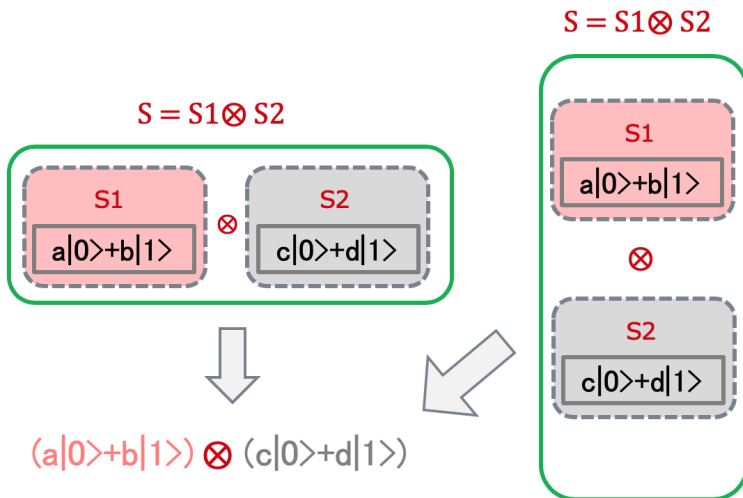 S = S1⊗ S2
S1
a|0>+b|1>
⊗
S2
c|0>+d|1>
(a|0>+b|1>) ⊗ (c|0>+d|1>)
S = S1⊗ S2
S1
a|0>+b|1>
⊗
S2
c|0>+d|1>